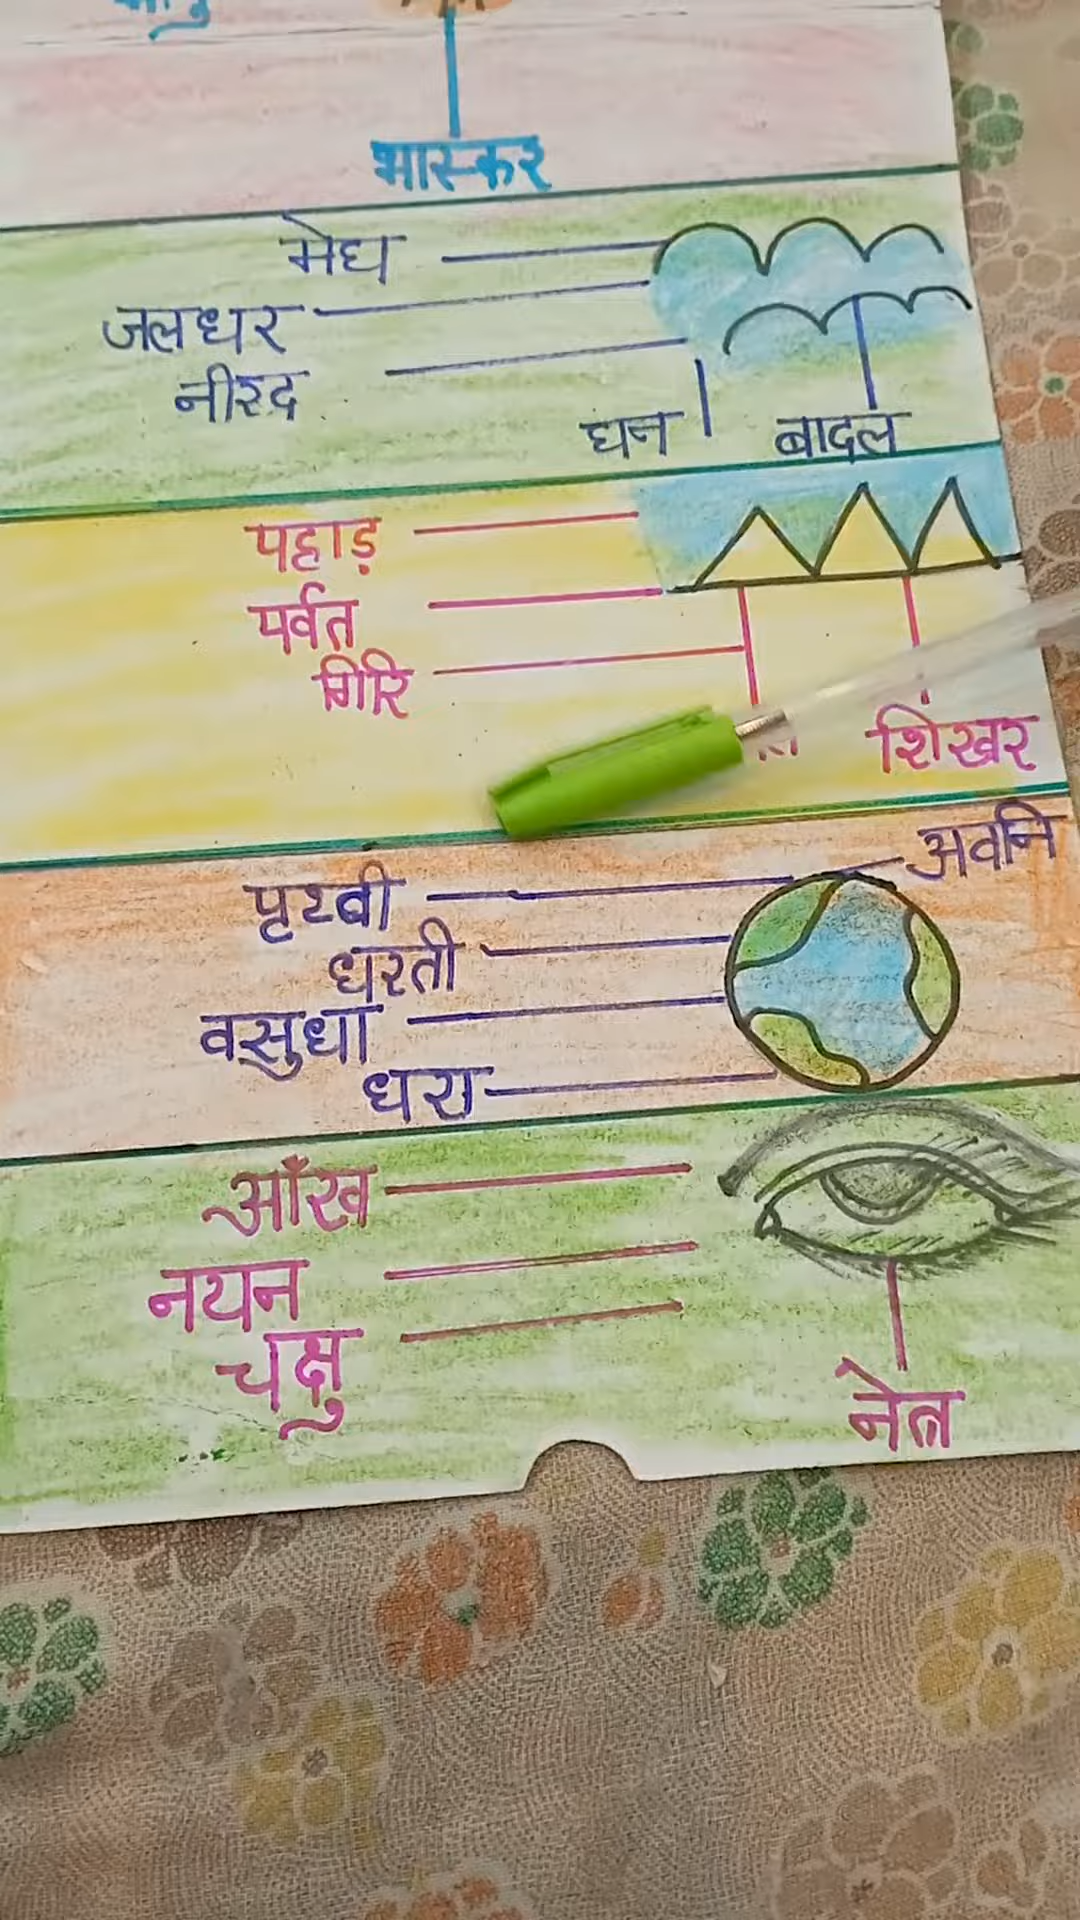 भास्कर
मेघ
जलधर
नीरद
घन
बादल
पहाड़
पर्वत
गिरि
शिंखर
अवनि
पृथ्वी
धरती
वसुधा
धरा
आँख
नयन
चक्षु
नेत्र